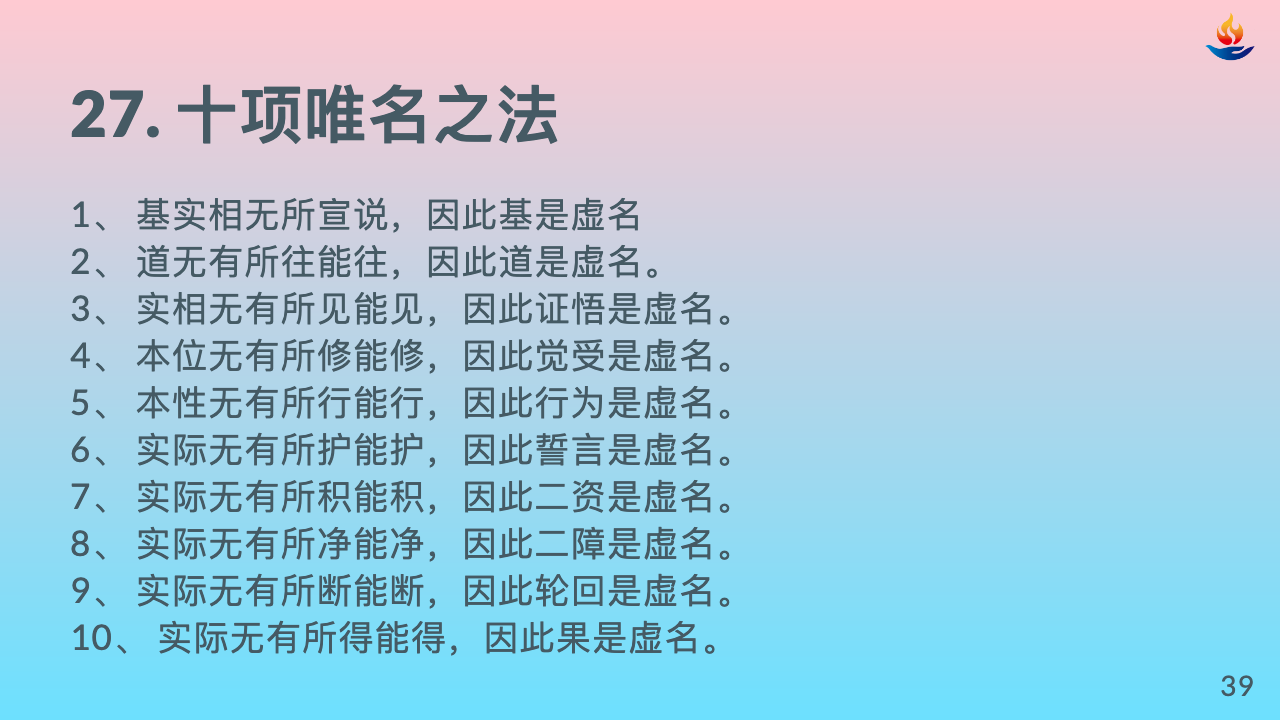 27. 十项唯名之法
1、 基实相无所宣说，因此基是虚名
2、 道无有所往能往，因此道是虚名。
3、 实相无有所见能见，因此证悟是虚名。
4、 本位无有所修能修，因此觉受是虚名。
5、 本性无有所行能行，因此行为是虚名。
6、 实际无有所护能护，因此誓言是虚名。
7、 实际无有所积能积，因此二资是虚名。
8、 实际无有所净能净，因此二障是虚名。
9、 实际无有所断能断，因此轮回是虚名。
10、 实际无有所得能得，因此果是虚名。
39